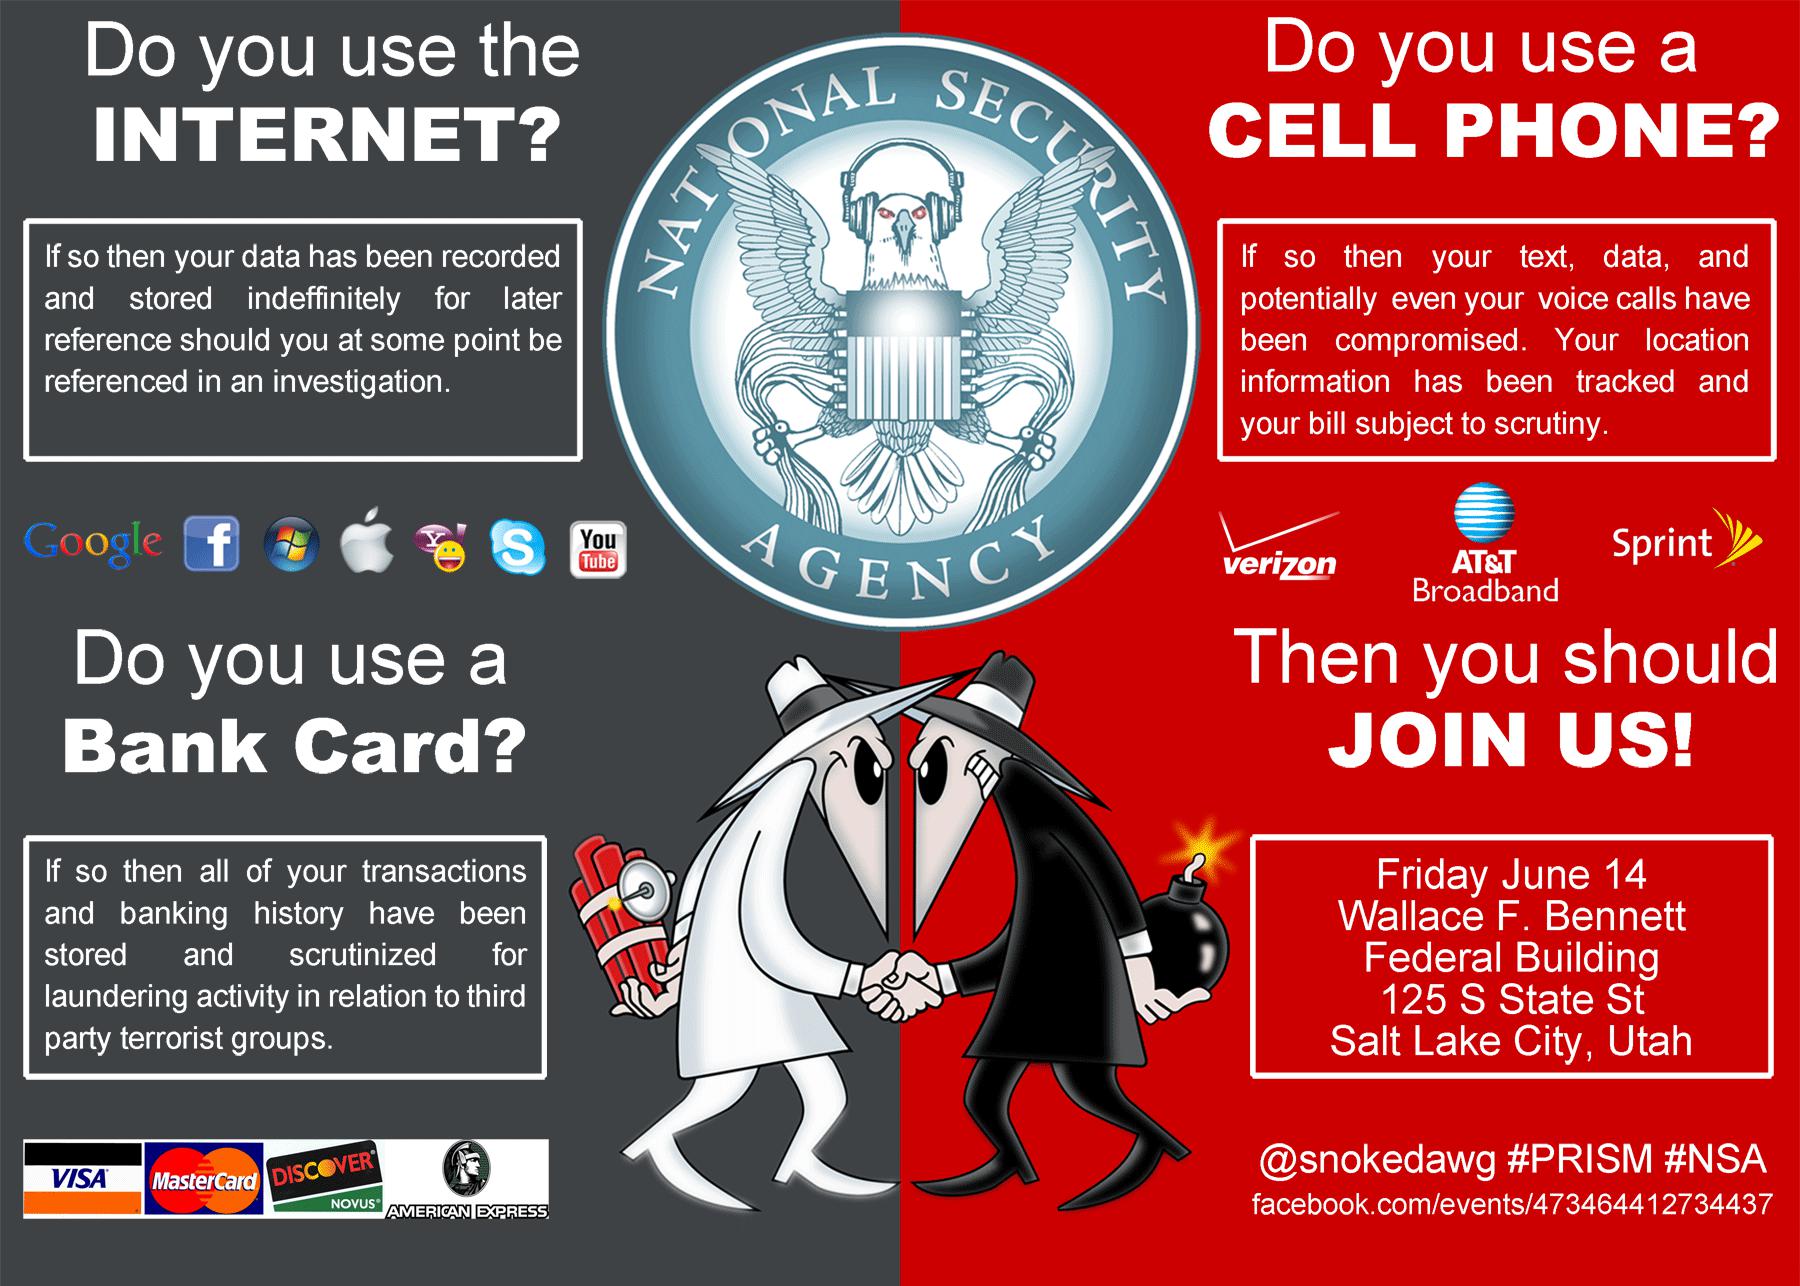 Do you use the
INTERNET?
If so then your data has been recorded
and stored indeffinitely for later
reference should you at some point be
referenced in an investigation.
Google
f
Y!
S
You
Tube
NATIONAL SECURITY
AGENCY
Do you use a
CELL PHONE?
If so then your text, data, and
potentially even your voice calls have
been compromised. Your location
information has been tracked and
your bill subject to scrutiny.
verizon
AT&T
Broadband
Sprint
Do you use a
Bank Card?
If so then all of your transactions
and banking history have been
stored and scrutinized for
laundering activity in relation to third
party terrorist groups.
VISA
MasterCard
DISCOVER
NOVUS
AMERICAN EXPRESS
Then you should
JOIN US!
Friday June 14
Wallace F. Bennett
Federal Building
125 S State St
Salt Lake City, Utah
@snokedawg #PRISM #NSA
facebook.com/events/473464412734437